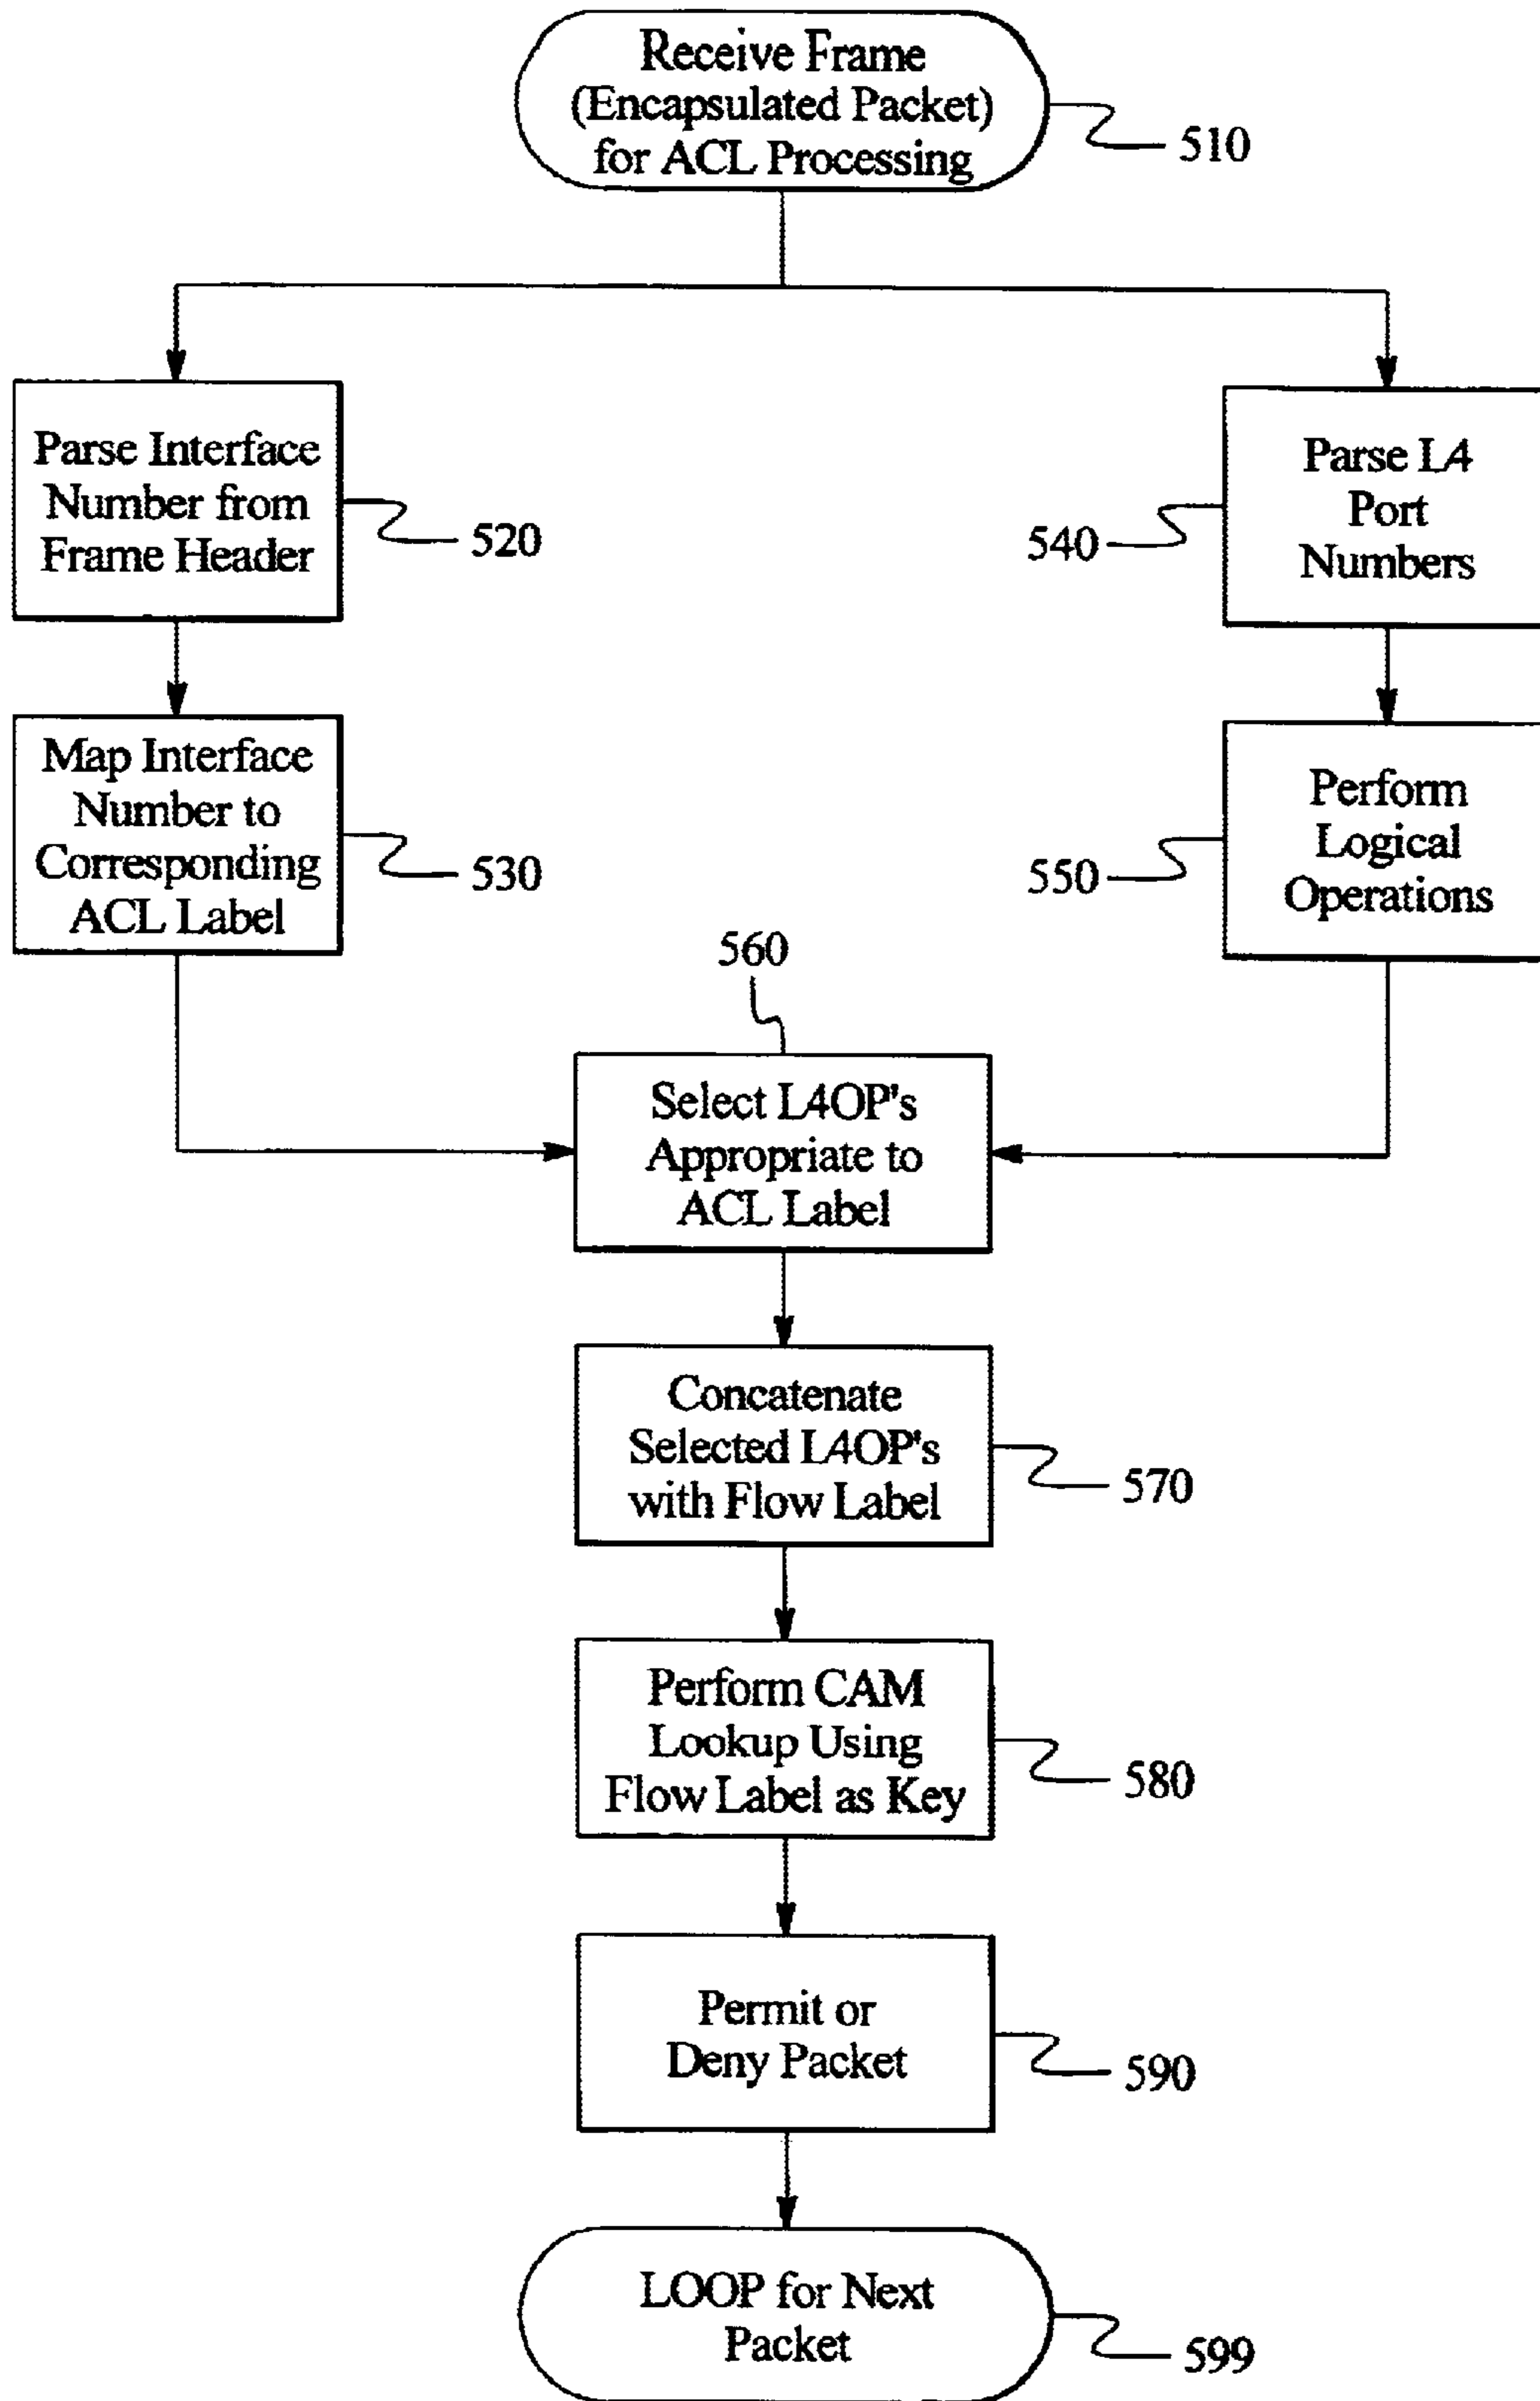 Receive Frame
(Encapsulated Packet)
for ACL Processing
510
Parse Interface
Number from
Frame Header
520
Parse L4
Port
Numbers
540
Map Interface
Number to
Corresponding
ACL Label
530
Perform
Logical
Operations
550
560
Select L4OP's
Appropriate to
ACL Label
Concatenate
Selected L4OP's
with Flow Label
570
Perform CAM
Lookup Using
Flow Label as Key
580
Permit or
Deny Packet
590
LOOP for Next
Packet
599